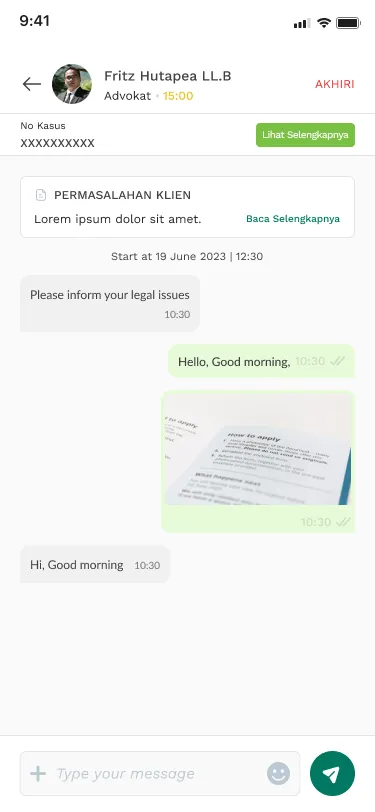 9:41
Fritz Hutapea LL.B
Advokat • 15:00
AKHIRI
No Kasus
XXXXXXXXXX
Lihat Selengkapnya
PERMASALAHAN KLIEN
Lorem ipsum dolor sit amet.
Baca Selengkapnya
Start at 19 June 2023 | 12:30
Please inform your legal issues
10:30
Hello, Good morning, 10:30
How to apply
What happens next
10:30
Hi, Good morning 10:30
Type your message